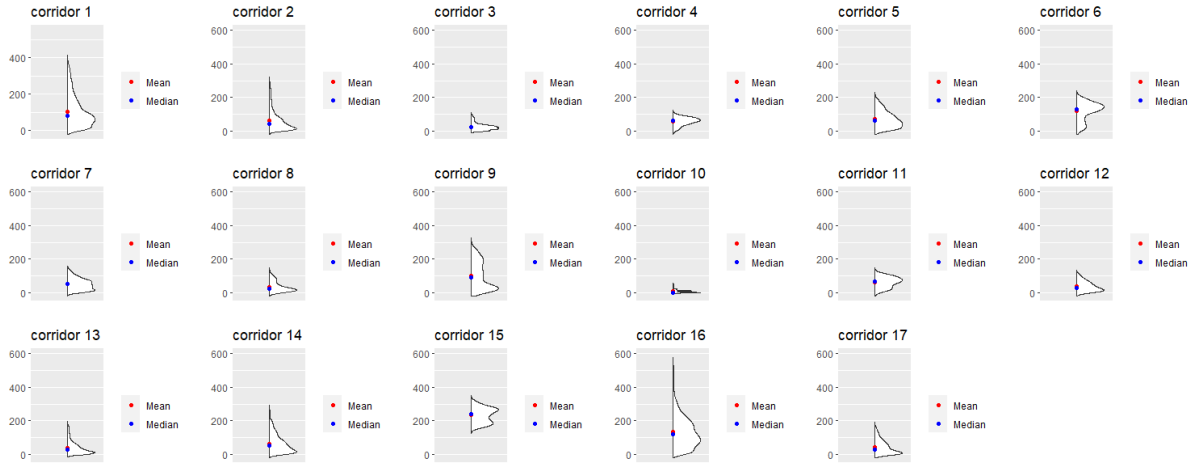 corridor 1
400
200
0
Mean
Median
corridor 2
600
400
200
0
Mean
Median
corridor 3
600
400
200
0
Mean
Median
corridor 4
600
400
200
0
Mean
Median
corridor 5
600
400
200
0
Mean
Median
corridor 6
600
400
200
0
Mean
Median
corridor 7
600
400
200
0
Mean
Median
corridor 8
600
400
200
0
Mean
Median
corridor 9
600
400
200
0
Mean
Median
corridor 10
600
400
200
0
Mean
Median
corridor 11
600
400
200
0
Mean
Median
corridor 12
600
400
200
0
Mean
Median
corridor 13
600
400
200
0
Mean
Median
corridor 14
600
400
200
0
Mean
Median
corridor 15
600
400
200
0
Mean
Median
corridor 16
600
400
200
0
Mean
Median
corridor 17
600
400
200
0
Mean
Median